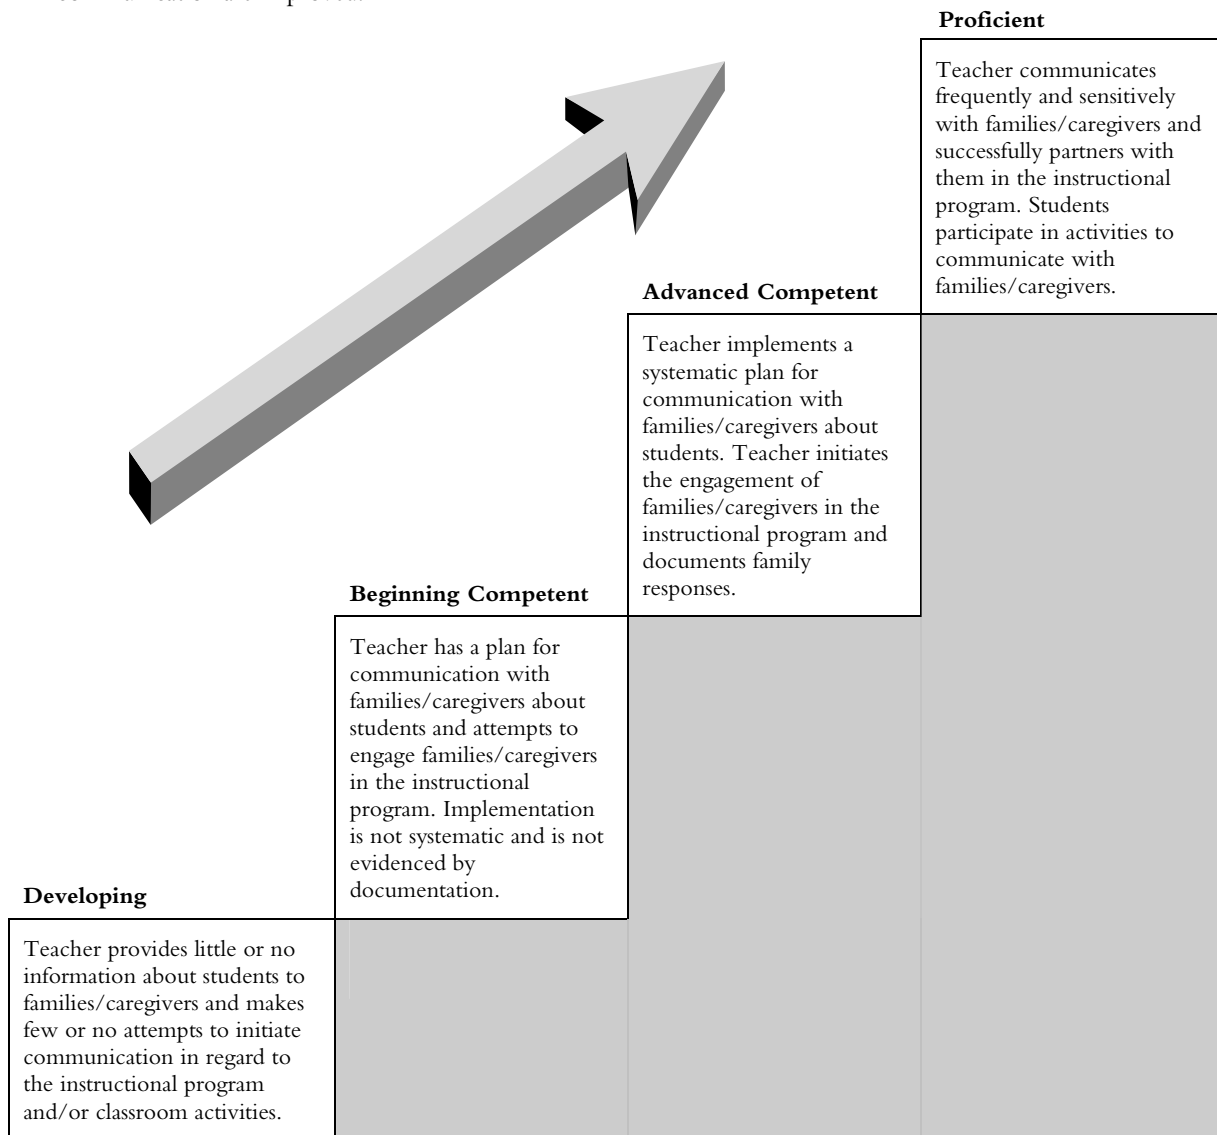 Proficient
Teacher communicates
frequently and sensitively
with families/caregivers and
successfully partners with
them in the instructional
program. Students
participate in activities to
communicate with
families/caregivers.
Advanced Competent
Teacher implements a
systematic plan for
communication with
families/caregivers about
students. Teacher initiates
the engagement of
families/caregivers in the
instructional program and
documents family
responses.
Beginning Competent
Teacher has a plan for
communication with
families/caregivers about
students and attempts to
engage families/caregivers
in the instructional
program. Implementation
is not systematic and is not
evidenced by
documentation.
Developing
Teacher provides little or no
information about students to
families/caregivers and makes
few or no attempts to initiate
communication in regard to
the instructional program
and/or classroom activities.